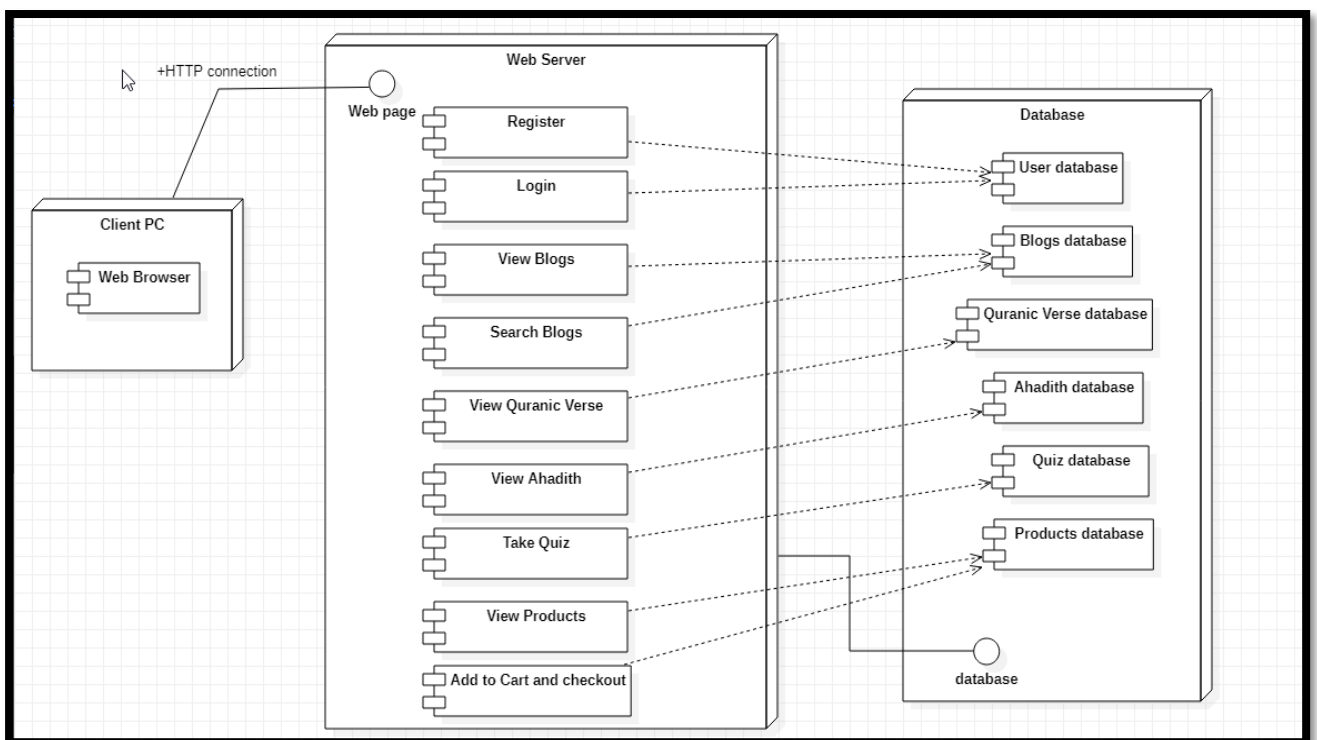 +HTTP connection
Web Server
Web page
Register
Login
View Blogs
Search Blogs
View Quranic Verse
View Ahadith
Take Quiz
View Products
Add to Cart and checkout
Client PC
Web Browser
Database
User database
Blogs database
Quranic Verse database
Ahadith database
Quiz database
Products database
database